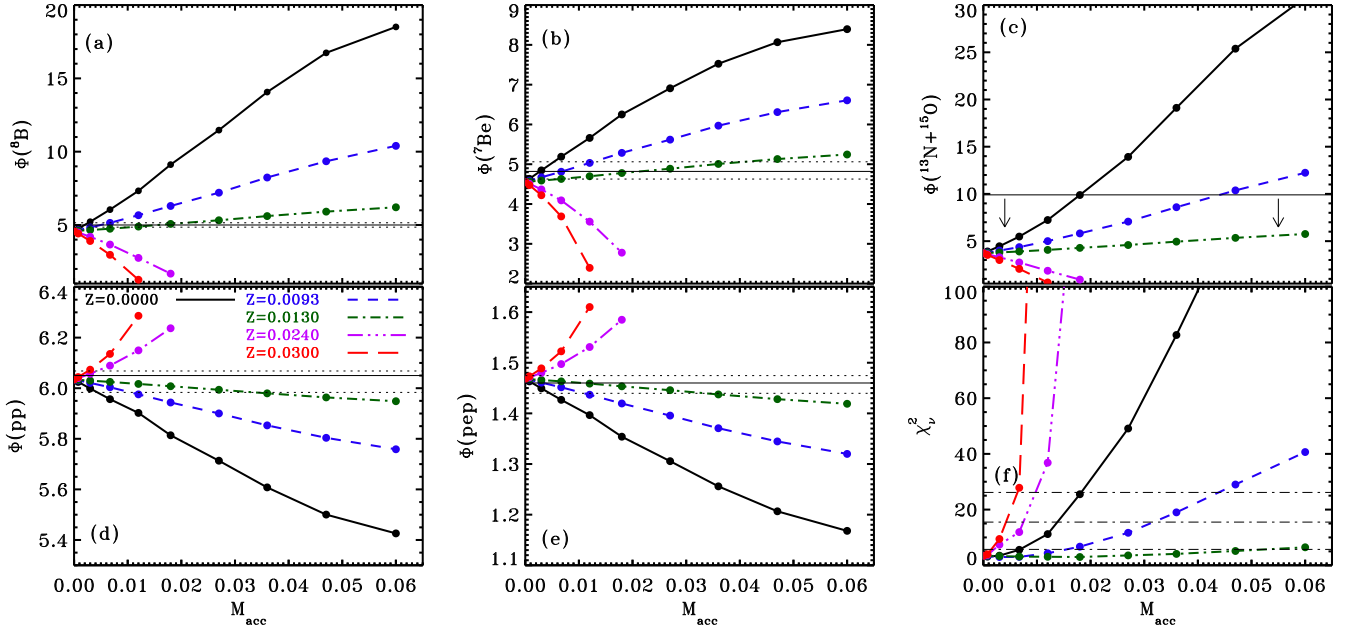 20
15
10
5
Φ(⁸B)
(a)
9
8
7
6
5
4
3
2
Φ(⁷Be)
(b)
30
25
20
15
10
5
Φ(¹³N+¹⁵O)
(c)
6.4
6.2
6.0
5.8
5.6
5.4
Φ(pp)
Z=0.0000
Z=0.0093
Z=0.0130
Z=0.0240
Z=0.0300
(d)
0.00 0.01 0.02 0.03 0.04 0.05 0.06
M_acc
1.6
1.5
1.4
1.3
1.2
1.1
Φ(pep)
(e)
0.00 0.01 0.02 0.03 0.04 0.05 0.06
M_acc
100
80
60
40
20
0
χ²_ν
(f)
0.00 0.01 0.02 0.03 0.04 0.05 0.06
M_acc